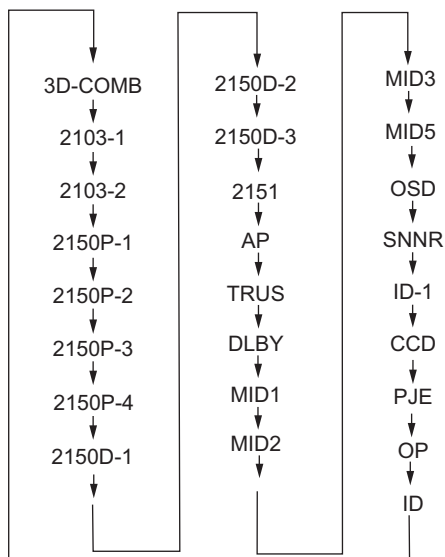 3D-COMB
2103-1
2103-2
2150P-1
2150P-2
2150P-3
2150P-4
2150D-1
2150D-2
2150D-3
2151
AP
TRUS
DLBY
MID1
MID2
MID3
MID5
OSD
SNNR
ID-1
CCD
PJE
OP
ID